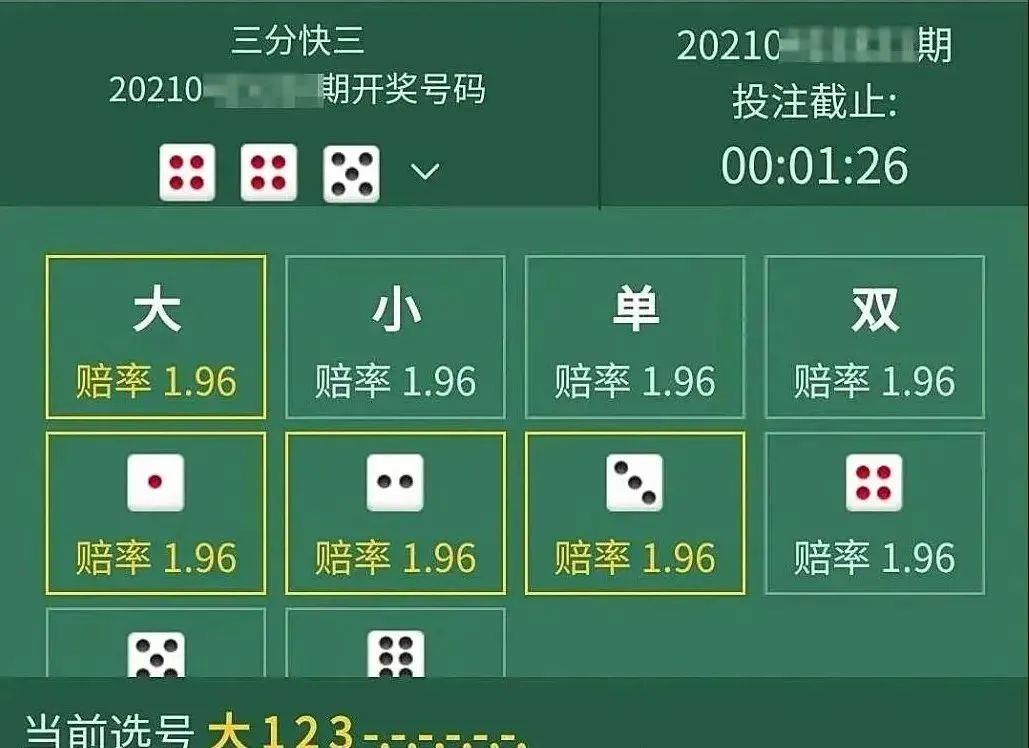 三分快三
20210 期开奖号码
20210 期
投注截止:
00:01:26
大 小 单 双
赔率 1.96 赔率 1.96 赔率 1.96 赔率 1.96
赔率 1.96 赔率 1.96 赔率 1.96 赔率 1.96
当前选号 大 1 2 3 -.-.-.-.-.-.